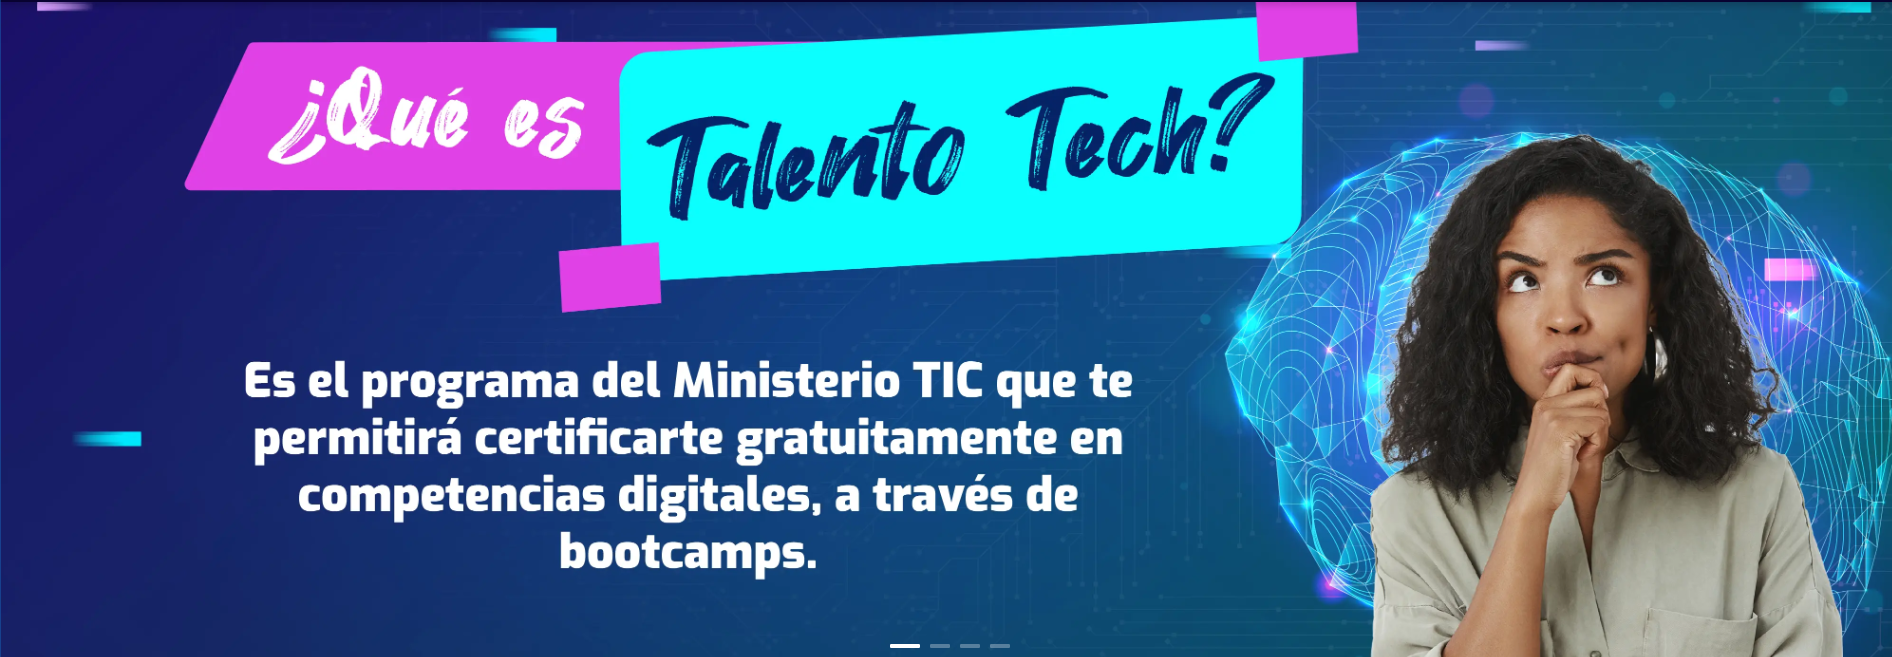 ¿Qué es
Talento Tech?
Es el programa del Ministerio TIC que te
permitirá certificarte gratuitamente en
competencias digitales, a través de
bootcamps.